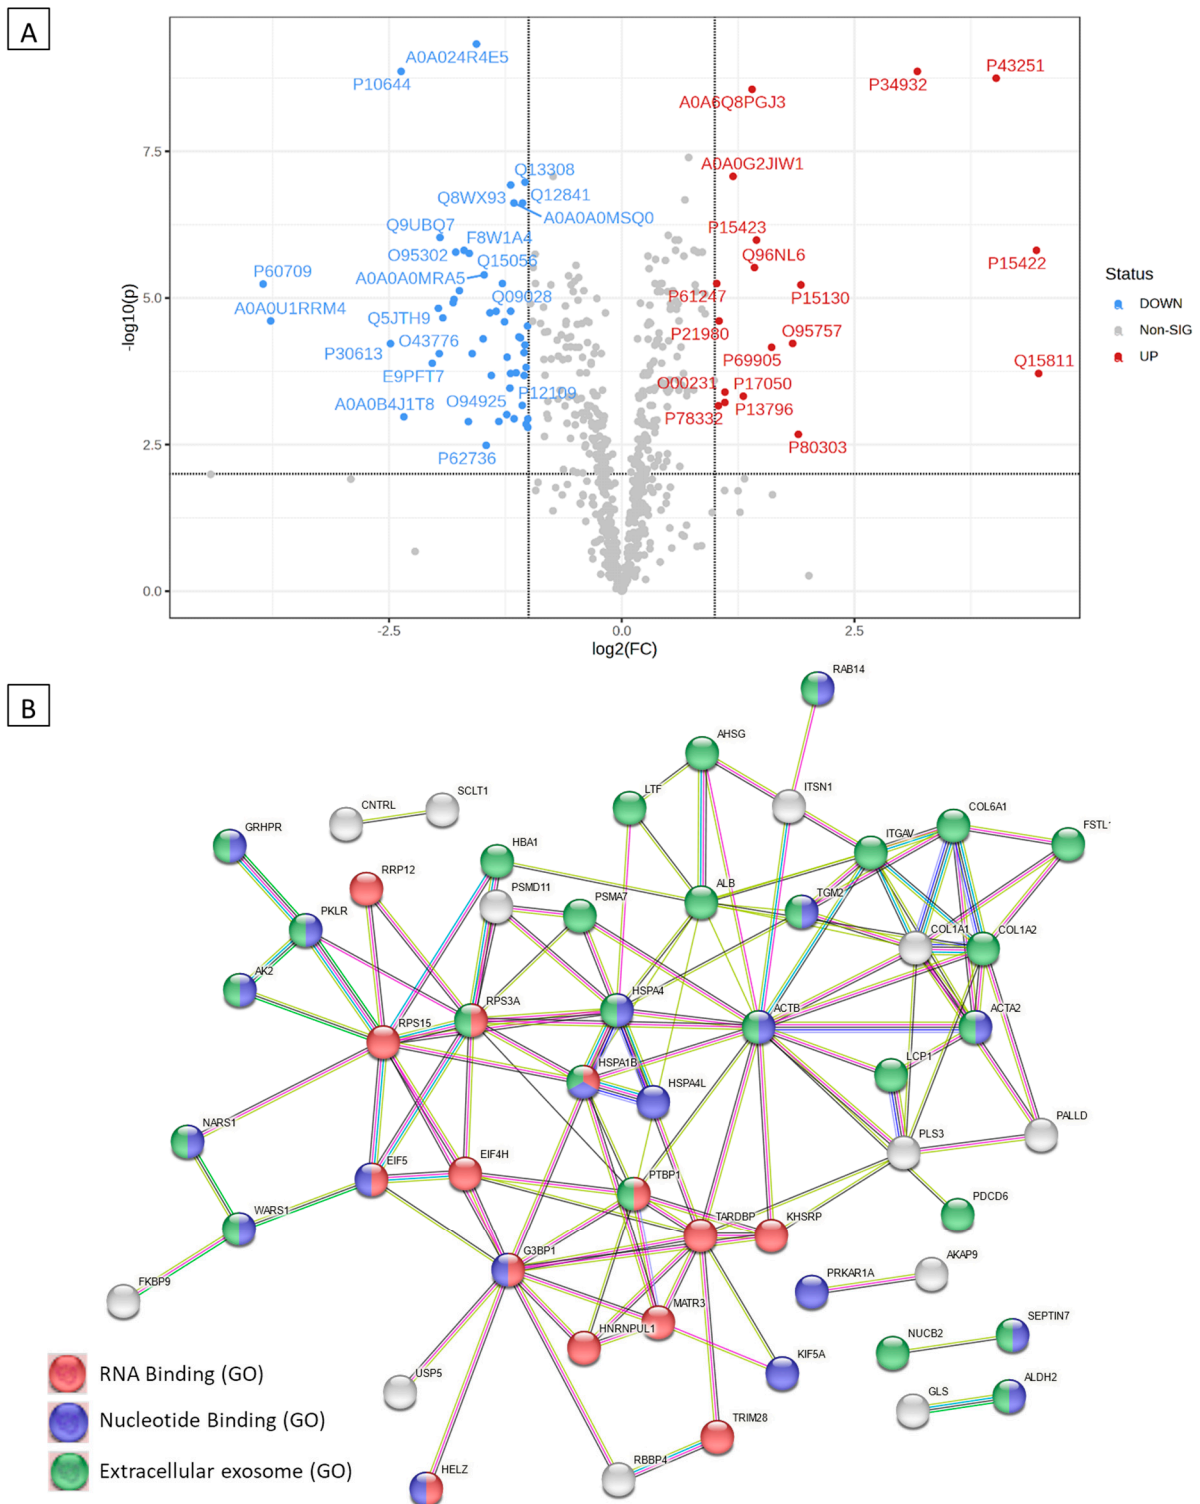 A
A0A024R4E5
P10644
P43251
P34932
A0A6Q8PGJ3
7.5
Q13308
A0A0G2JIW1
Q8WX93
Q12841
A0A0A0MSQ0
Q9UBQ7
F8W1A4
P15423
O95302
Q15056
Q96NL6
P15422
P60709
A0A0A0MRA5
Status
5.0
A0A0U1RRM4
Q09028
P61247
P15130
DOWN
-log10(p)
Q5JTH9
Non-SIG
P30613
O43776
P21980
O95757
UP
E9PFT7
P69905
Q15811
A0A0B4J1T8
O94925
P12109
O00231
P17050
P78332
P13796
2.5
P62736
P80303
0.0
-2.5
0.0
2.5
log2(FC)
B
RAB14
AHSG
CNTRL
SCLT1
LTF
ITSN1
COL6A1
GRHPR
HBA1
ITGAV
FSTL1
RRP12
PSMD11
PSMA7
ALB
TGM2
PKLR
COL1A1
COL1A2
AK2
RPS3A
HSPA4
ACTB
ACTA2
RPS15
HSPA1B
HSPA4L
LCP1
NARS1
EIF5
EIF4H
PTBP1
PLS3
PALLD
WARS1
TARDBP
KHSRP
PDCD6
FKBP9
G3BP1
PRKAR1A
AKAP9
HNRNPUL1
MATR3
NUCB2
SEPTIN7
RNA Binding (GO)
USP5
KIF5A
GLS
ALDH2
Nucleotide Binding (GO)
TRIM28
Extracellular exosome (GO)
HELZ
RBBP4